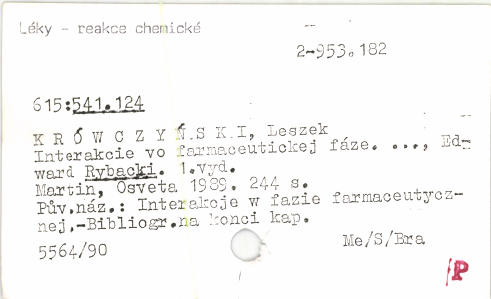 Léky - reakce chemické
2-953.182
615:541.124
K R Ó W C Z Y Ń S K I, Leszek
Interakcie vo farmaceutickej fáze. ..., Ed-
ward Rybacki. 1.vyd.
Martin, Osveta 1989. 244 s.
Pův.náz.: Interakcje w fazie farmaceutycz-
nej.-Bibliogr.na konci kap.
5564/90
Me/S/Bra
P